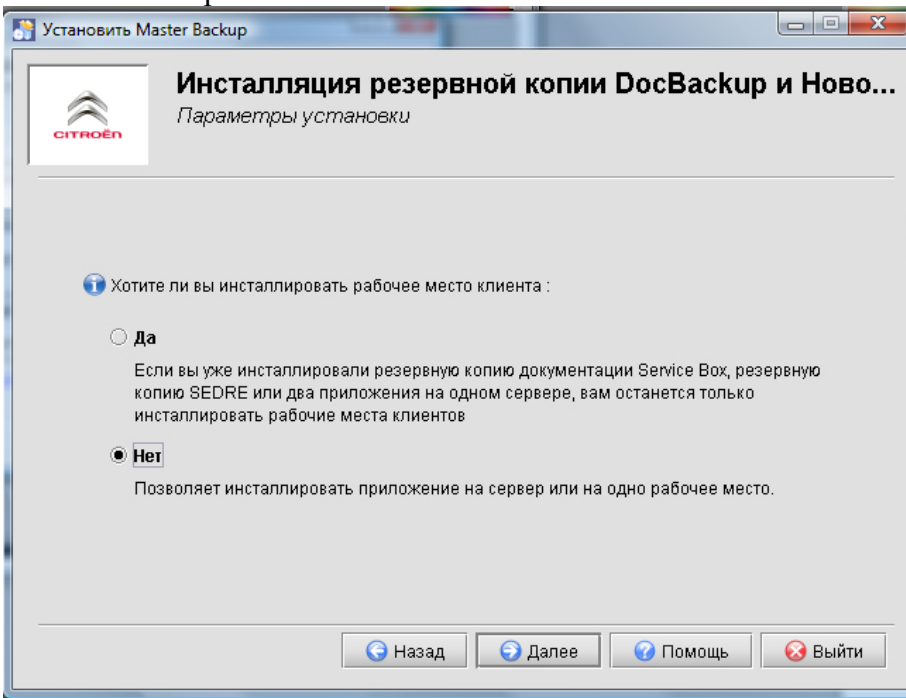 Установить Master Backup
Инсталляция резервной копии DocBackup и Ново...
Параметры установки
CITROËN
Хотите ли вы инсталлировать рабочее место клиента :
Да
Если вы уже инсталлировали резервную копию документации Service Box, резервную
копию SEDRE или два приложения на одном сервере, вам останется только
инсталлировать рабочие места клиентов
Нет
Позволяет инсталлировать приложение на сервер или на одно рабочее место.
Назад
Далее
Помощь
Выйти